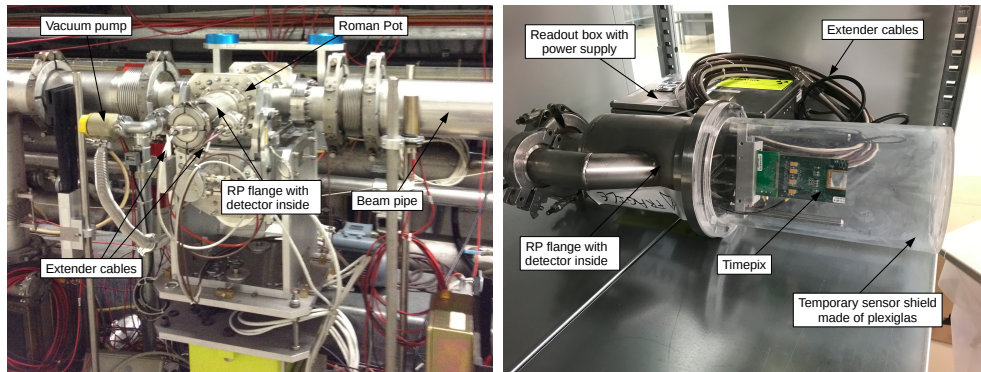 Vacuum pump
Roman Pot
RP flange with
detector inside
Beam pipe
Extender cables
Readout box with
power supply
Extender cables
FRAGILE
RP flange with
detector inside
Timepix
Temporary sensor shield
made of plexiglas